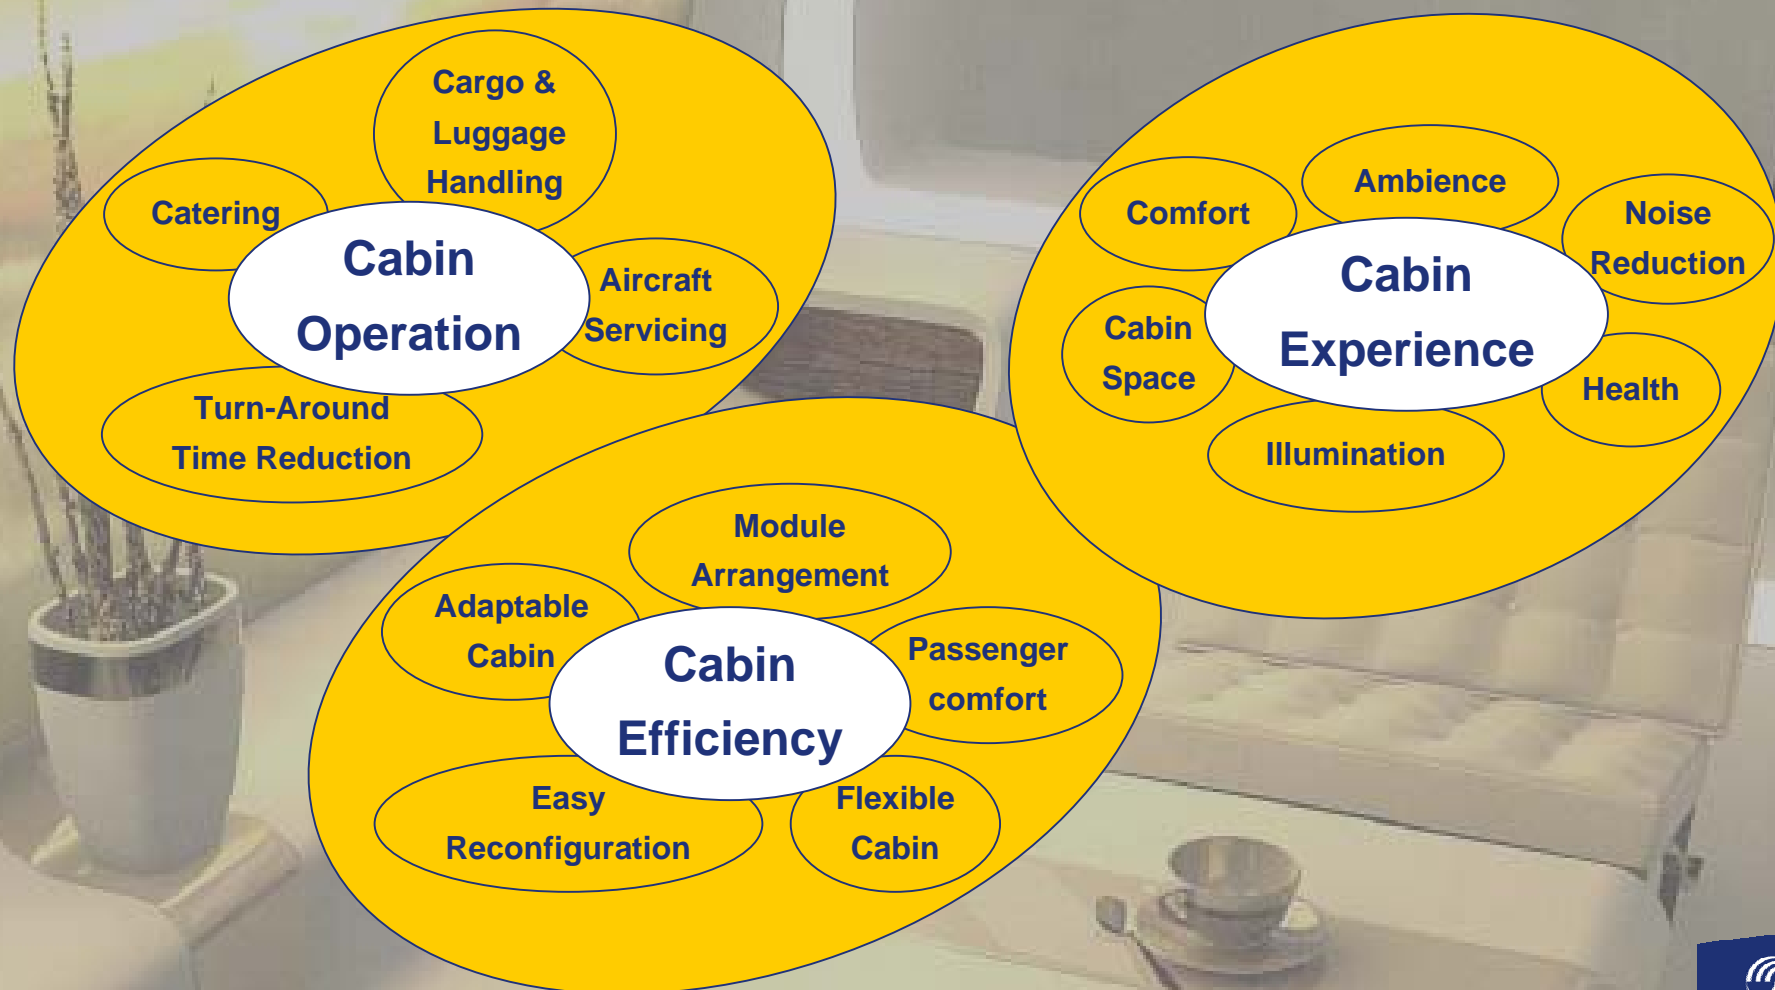 Cargo &
Luggage
Handling
Catering
Cabin
Operation
Aircraft
Servicing
Turn-Around
Time Reduction
Ambience
Comfort
Noise
Reduction
Cabin
Experience
Cabin
Space
Health
Illumination
Module
Arrangement
Adaptable
Cabin
Passenger
comfort
Cabin
Efficiency
Easy
Reconfiguration
Flexible
Cabin